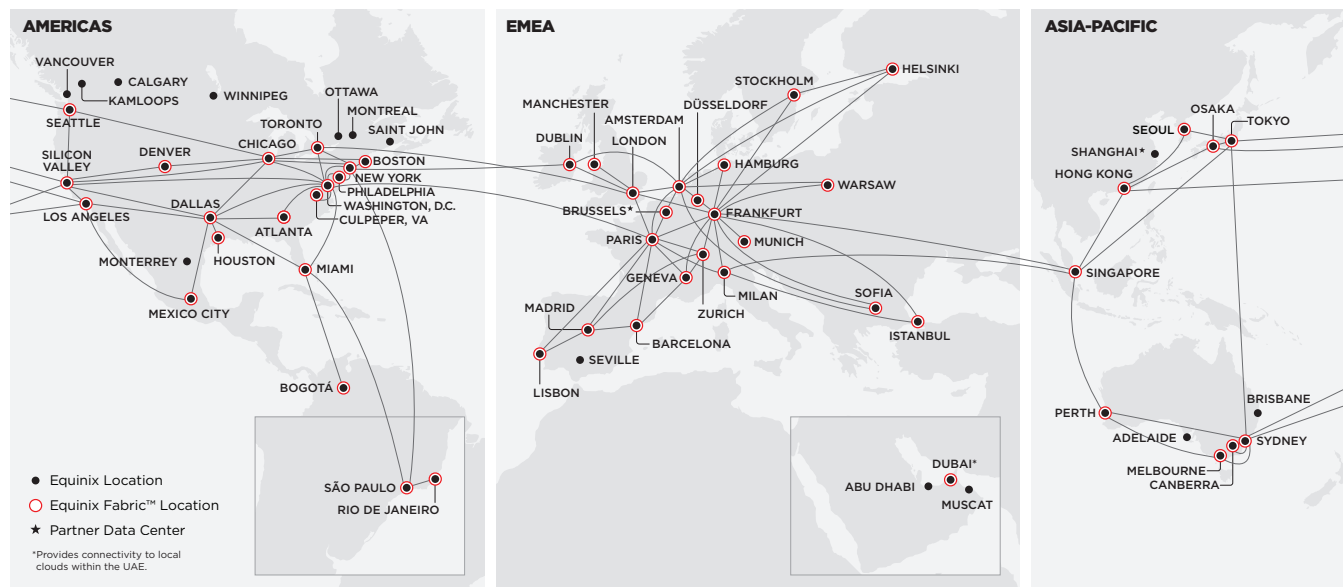 AMERICAS
VANCOUVER
CALGARY
KAMLOOPS
WINNIPEG
OTTAWA
MONTREAL
SEATTLE
TORONTO
SAINT JOHN
CHICAGO
SILICON
VALLEY
DENVER
BOSTON
NEW YORK
PHILADELPHIA
WASHINGTON, D.C.
CULPEPER, VA
LOS ANGELES
DALLAS
ATLANTA
HOUSTON
MONTERREY
MIAMI
MEXICO CITY
BOGOTÁ
SÃO PAULO
RIO DE JANEIRO
Equinix Location
Equinix Fabric™ Location
★ Partner Data Center
*Provides connectivity to local
clouds within the UAE.
EMEA
HELSINKI
STOCKHOLM
MANCHESTER
DÜSSELDORF
AMSTERDAM
DUBLIN
LONDON
HAMBURG
WARSAW
BRUSSELS★
FRANKFURT
PARIS
MUNICH
GENEVA
MILAN
SOFIA
MADRID
ZURICH
ISTANBUL
BARCELONA
SEVILLE
LISBON
DUBAI*
ABU DHABI
MUSCAT
ASIA-PACIFIC
OSAKA
SEOUL
TOKYO
SHANGHAI★
HONG KONG
SINGAPORE
BRISBANE
PERTH
ADELAIDE
SYDNEY
MELBOURNE
CANBERRA